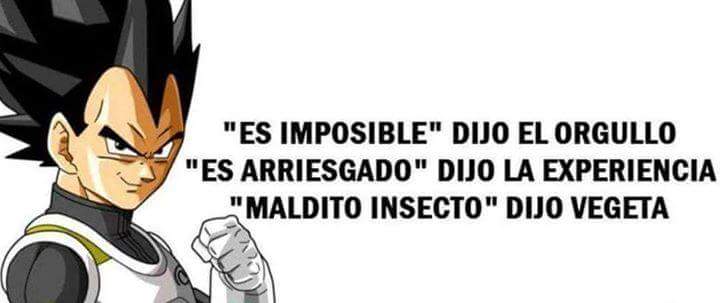 "ES IMPOSIBLE" DIJO EL ORGULLO
"ES ARRIESGADO" DIJO LA EXPERIENCIA
"MALDITO INSECTO" DIJO VEGETA